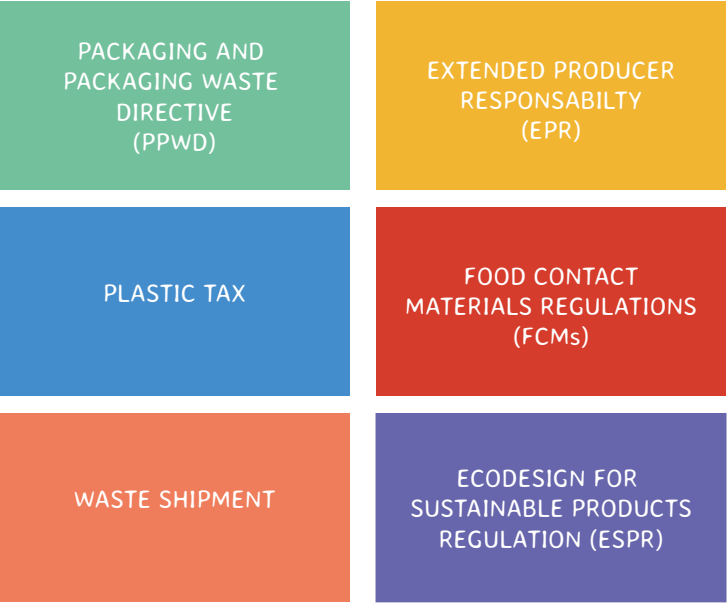 PACKAGING AND
PACKAGING WASTE
DIRECTIVE
(PPWD)
EXTENDED PRODUCER
RESPONSABILTY
(EPR)
PLASTIC TAX
FOOD CONTACT
MATERIALS REGULATIONS
(FCMs)
WASTE SHIPMENT
ECODESIGN FOR
SUSTAINABLE PRODUCTS
REGULATION (ESPR)